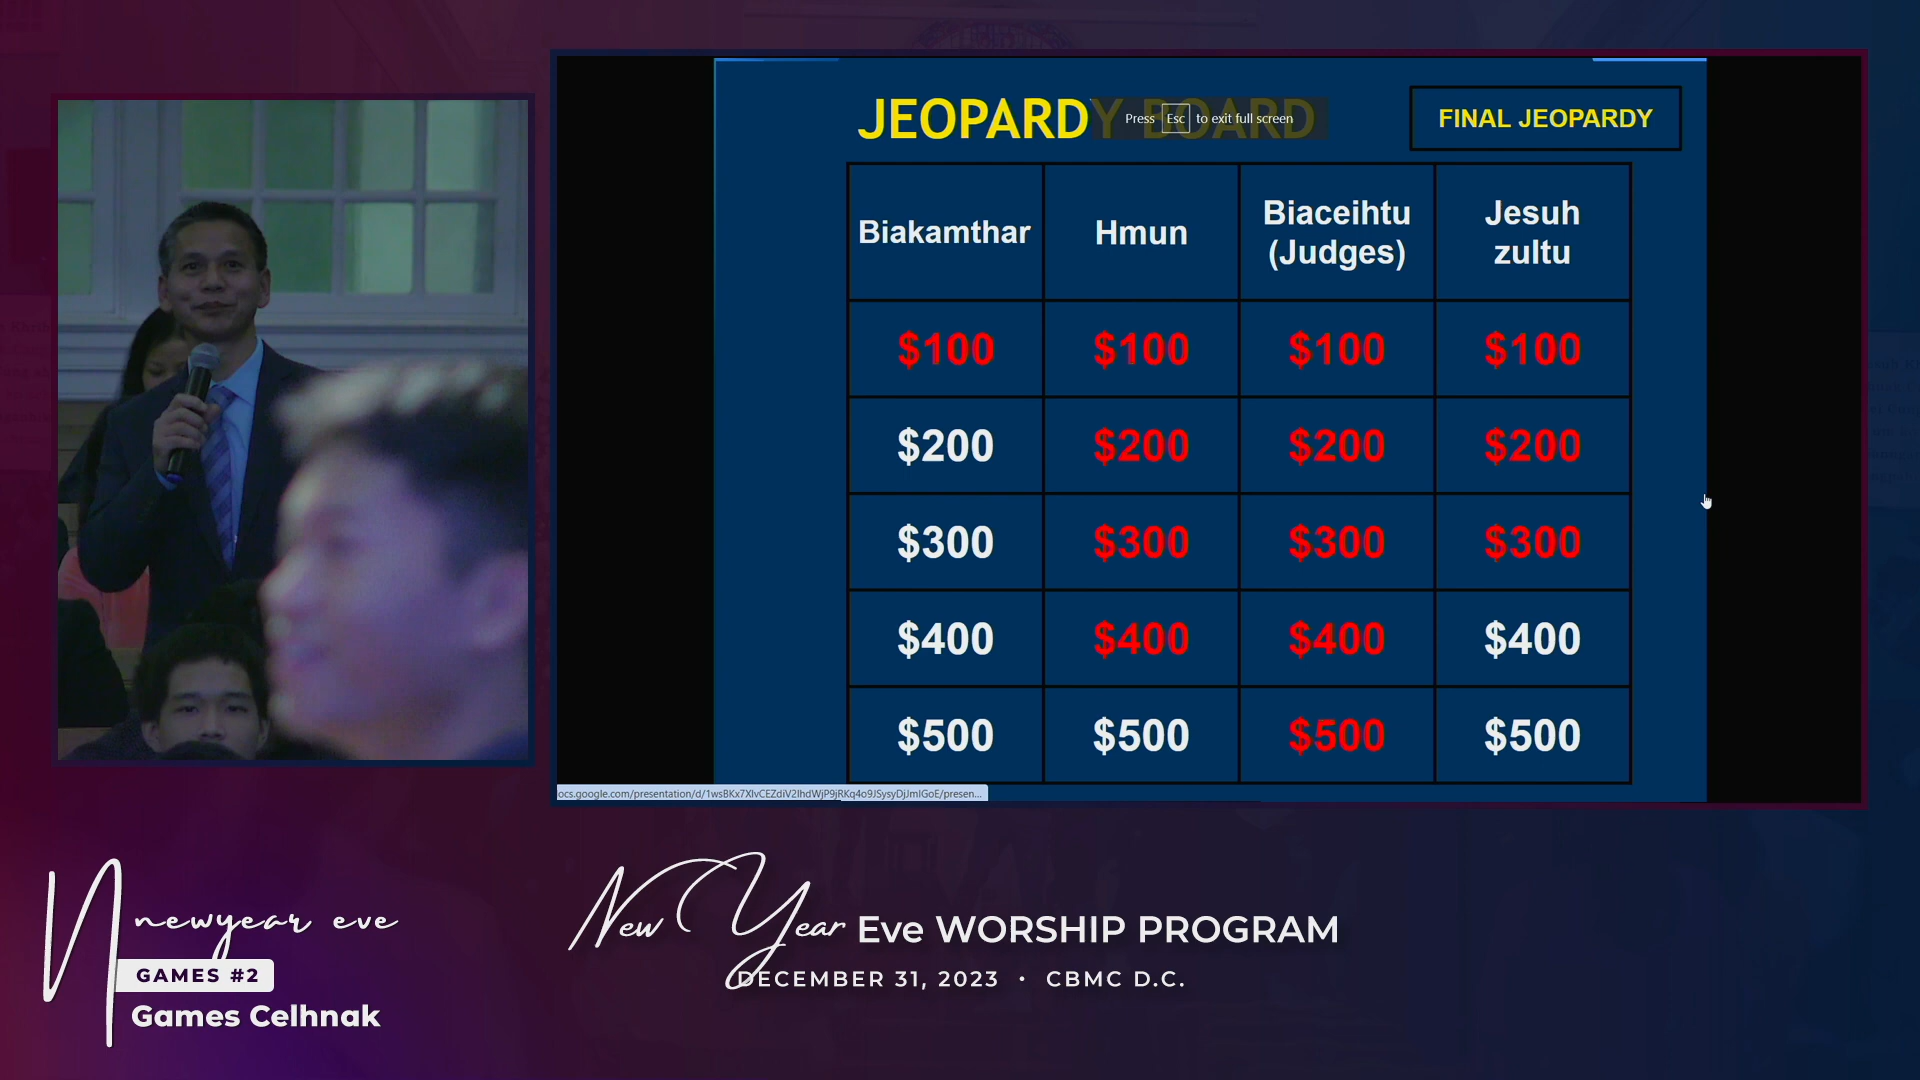 JEOPARDY BOARD
Press Esc to exit full screen
FINAL JEOPARDY
Biakamthar
Hmun
Biaceihtu
(Judges)
Jesuh
zultu
$100 $100 $100 $100
$200 $200 $200 $200
$300 $300 $300 $300
$400 $400 $400 $400
$500 $500 $500 $500
newyear eve
GAMES #2
Games Celhnak
New Year Eve WORSHIP PROGRAM
DECEMBER 31, 2023 • CBMC D.C.